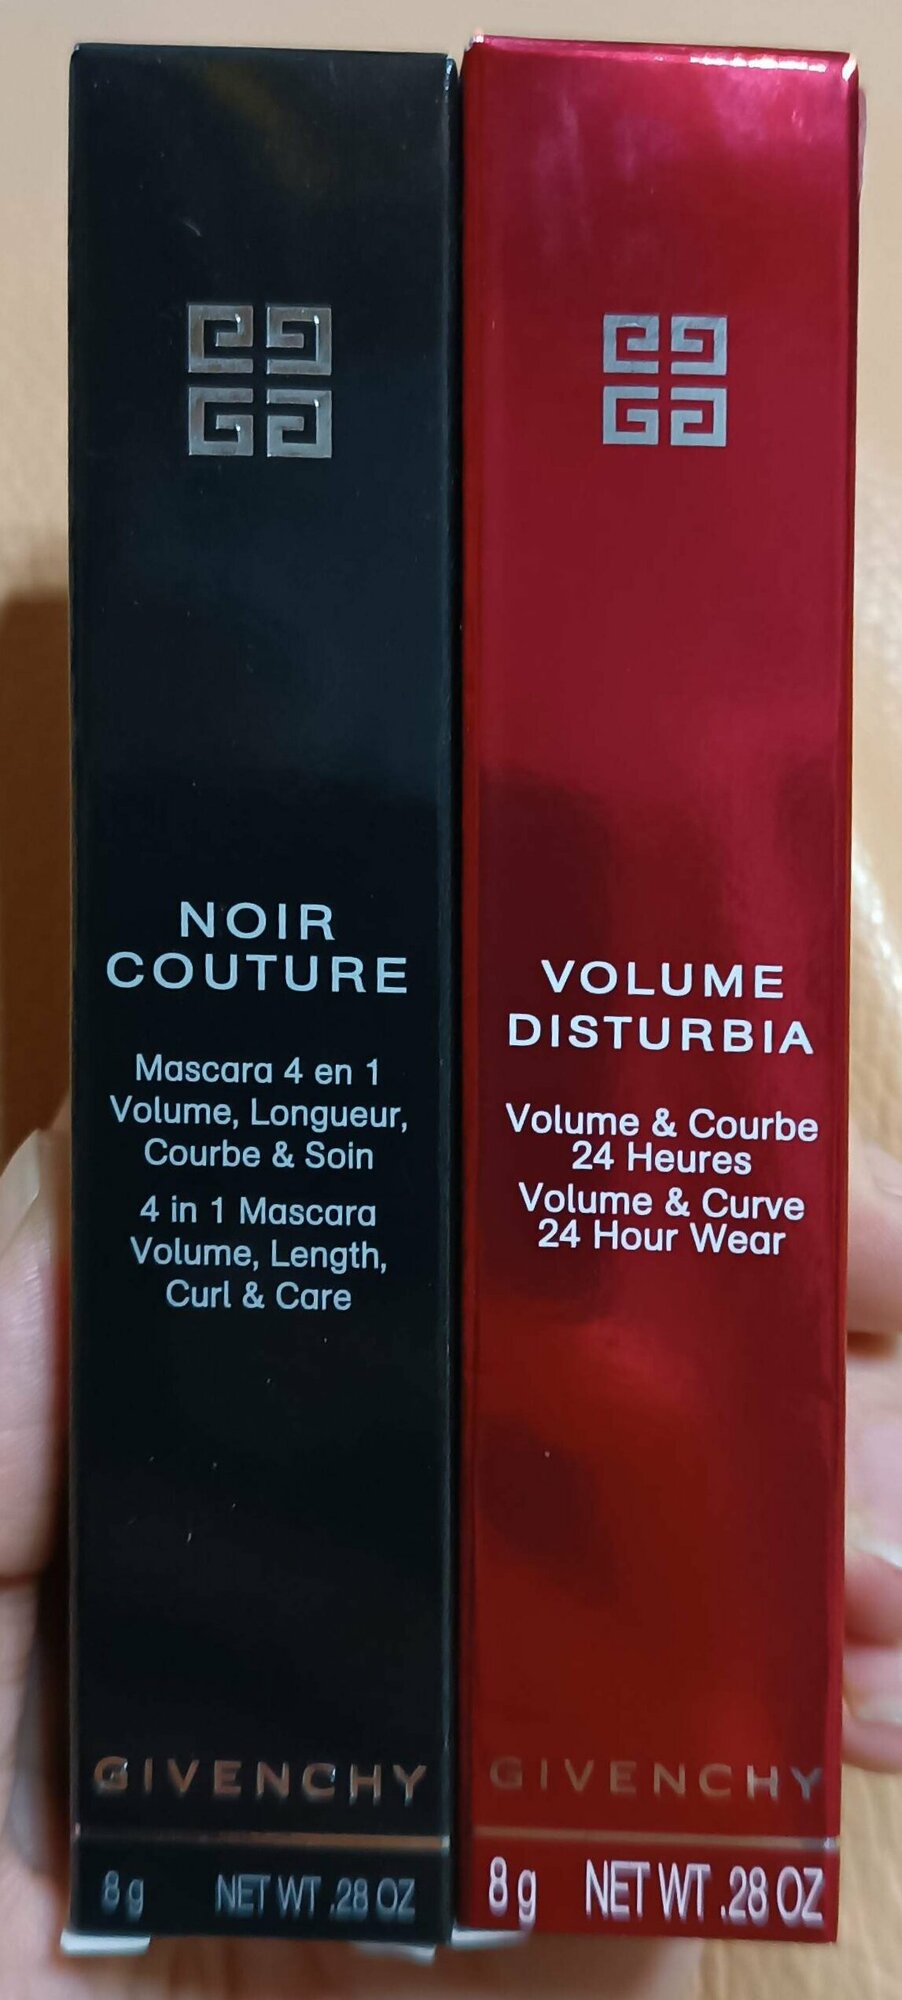 NOIR
COUTURE
Mascara 4 en 1
Volume, Longueur,
Courbe & Soin
4 in 1 Mascara
Volume, Length,
Curl & Care
GIVENCHY
8 g NET WT .28 OZ
VOLUME
DISTURBIA
Volume & Courbe
24 Heures
Volume & Curve
24 Hour Wear
GIVENCHY
8 g NET WT .28 OZ